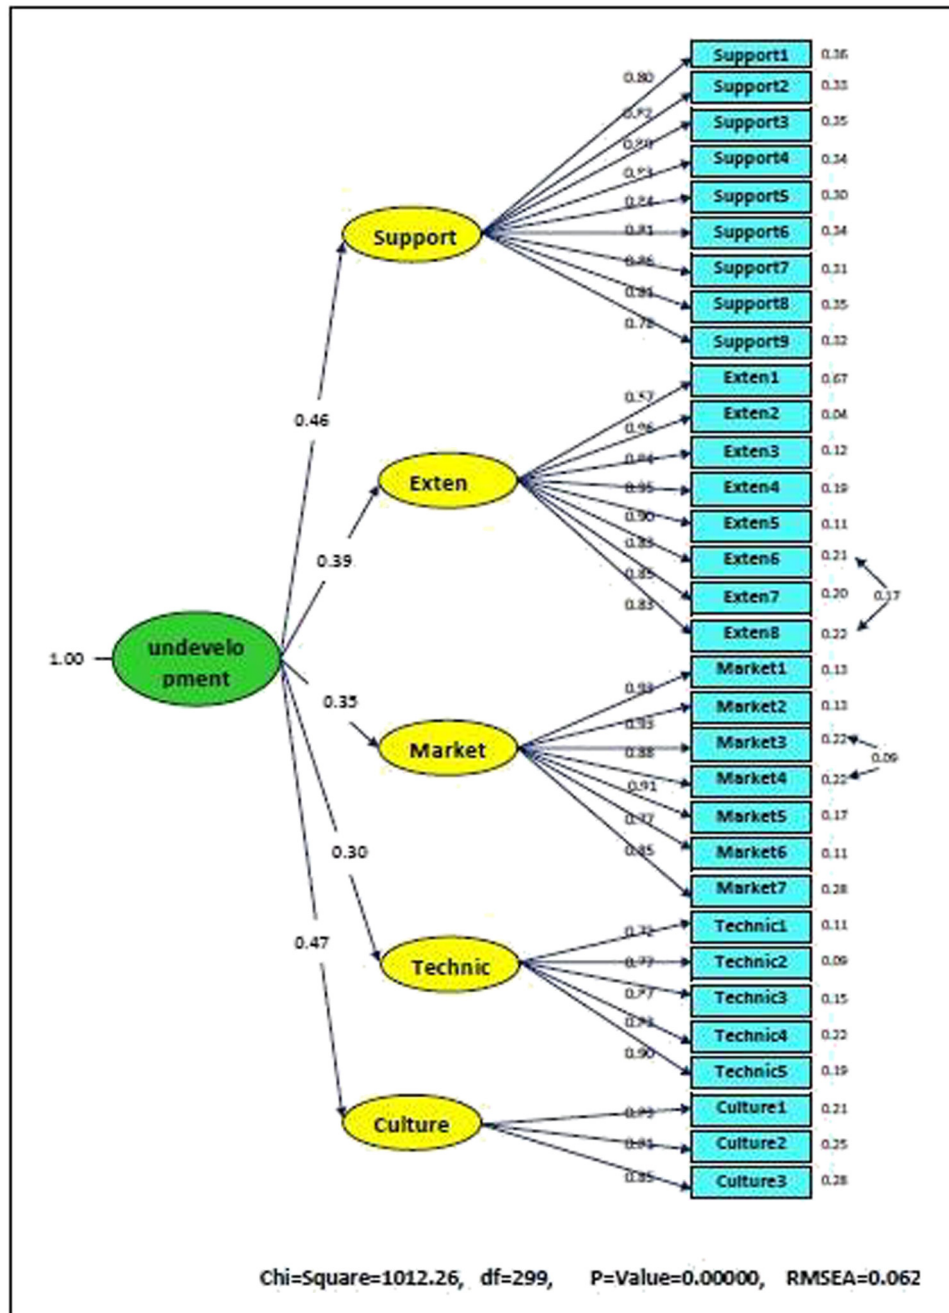 Support1 0.36
0.80
Support2 0.33
Support3 0.35
Support4 0.34
Support5 0.30
Support
Support6 0.34
Support7 0.31
Support8 0.35
Support9 0.32
Exten1 0.67
0.57
Exten2 0.04
0.46
0.96
Exten3 0.12
Exten
Exten4 0.19
Exten5 0.11
0.90
0.39
Exten6 0.21
0.83
Exten7 0.20
0.17
0.85
0.83
Exten8 0.22
1.00
undevelo
pment
Market1 0.13
0.93
0.35
Market2 0.13
0.93
Market
Market3 0.22
0.88
0.09
Market4 0.22
0.91
Market5 0.17
0.77
0.30
Market6 0.11
0.85
Market7 0.28
0.47
Technic1 0.11
0.72
Technic
Technic2 0.09
0.77
Technic3 0.15
Technic4 0.22
0.90
Technic5 0.19
Culture1 0.21
Culture
Culture2 0.25
Culture3 0.28
0.85
Chi=Square=1012.26, df=299, P=Value=0.00000, RMSEA=0.062